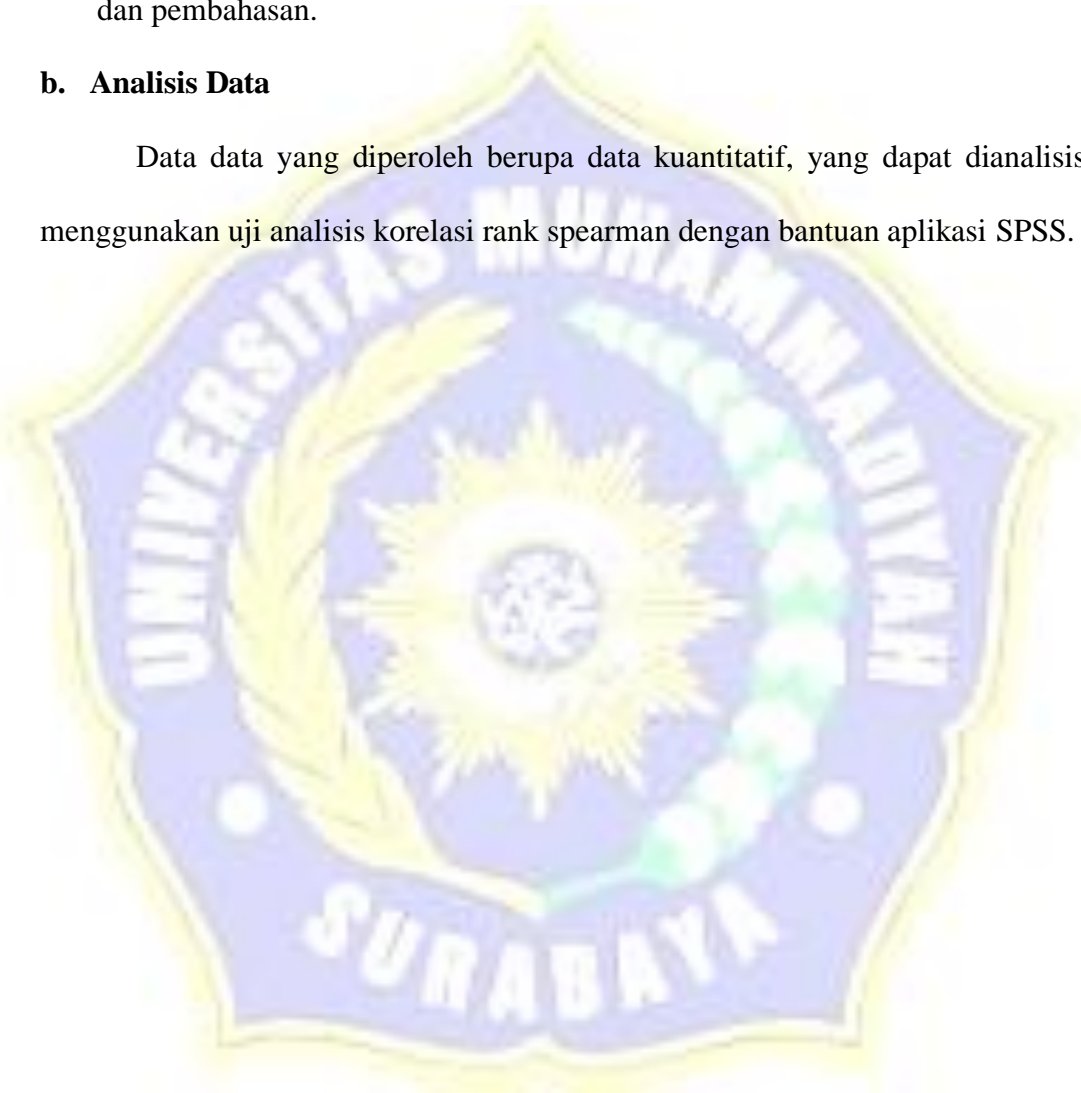 dan pembahasan.
b. Analisis Data
Data data yang diperoleh berupa data kuantitatif, yang dapat dianalisis
menggunakan uji analisis korelasi rank spearman dengan bantuan aplikasi SPSS.
UNIVERSITAS MUHAMMADIYAH
SURABAYA